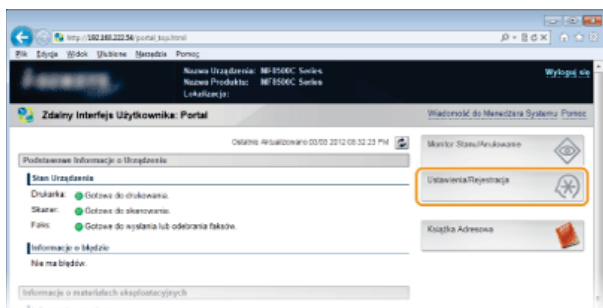 http://192.168.222.54/portal_top.html
Plik Edycja Widok Ulubione Narzędzia Pomoc
Nazwa Urządzenia: MF8500C Series
Nazwa Produktu: MF8500C Series
Lokalizacja:
Wyloguj się
Zdalny Interfejs Użytkownika: Portal
Wiadomość do Menedżera Systemu Pomoc
Ostatnio Aktualizowano:03/03 2012 08:32:23 PM
Podstawowe Informacje o Urządzeniu
Stan Urządzenia
Drukarka: Gotowe do drukowania.
Skaner: Gotowe do skanowania.
Faks: Gotowe do wysłania lub odebrania faksów.
Informacje o błędzie
Nie ma błędów.
Informacje o materiałach eksploatacyjnych
Monitor Stanu/Anulowanie
Ustawienia/Rejestracja
Książka Adresowa